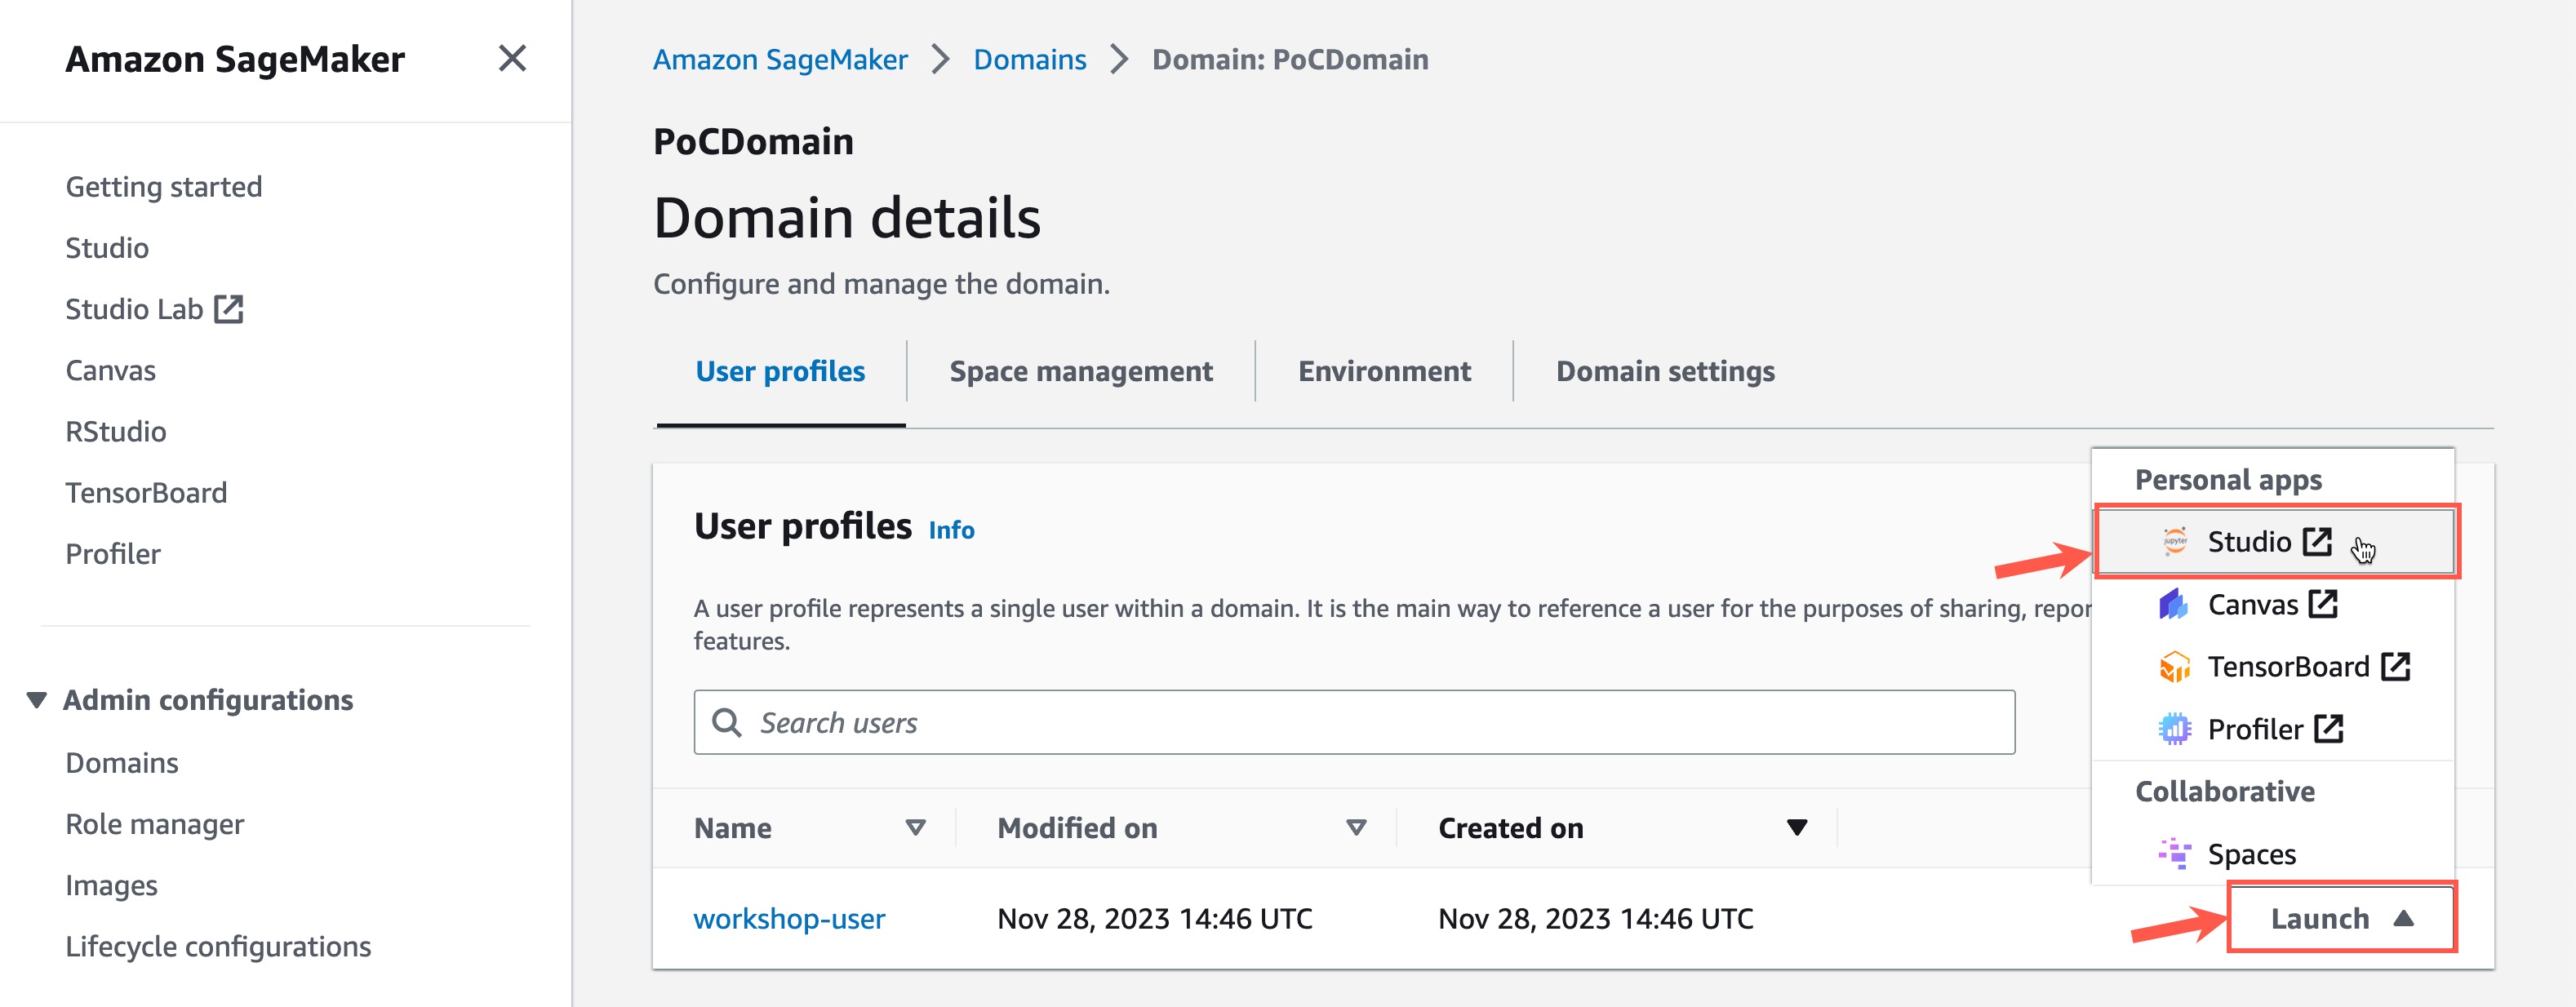 Amazon SageMaker
Getting started
Studio
Studio Lab
Canvas
RStudio
TensorBoard
Profiler
Admin configurations
Domains
Role manager
Images
Lifecycle configurations
Amazon SageMaker > Domains > Domain: PoCDomain
PoCDomain
Domain details
Configure and manage the domain.
User profiles Space management Environment Domain settings
User profiles Info
A user profile represents a single user within a domain. It is the main way to reference a user for the purposes of sharing, repor
features.
Search users
Name Modified on Created on
workshop-user Nov 28, 2023 14:46 UTC Nov 28, 2023 14:46 UTC
Personal apps
jupyter
Studio
Canvas
TensorBoard
Profiler
Collaborative
Spaces
Launch